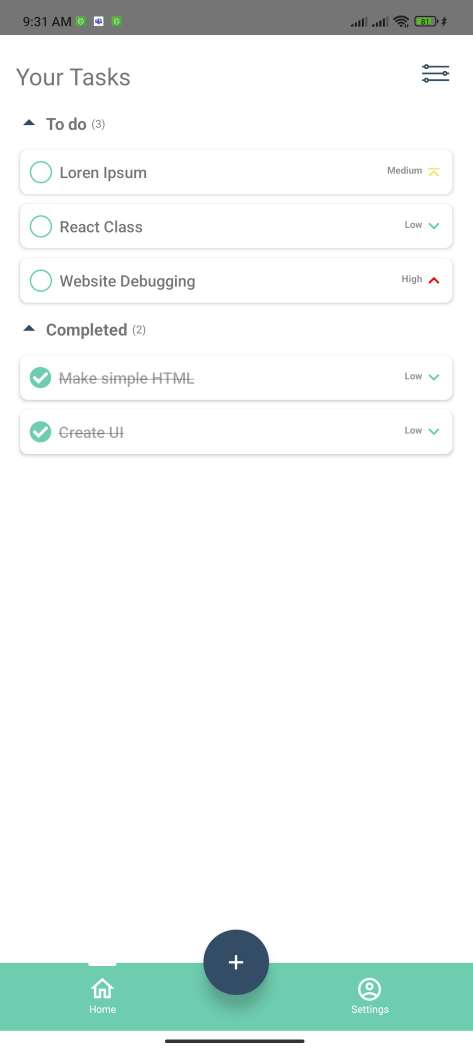 9:31 AM
81
Your Tasks
To do (3)
Loren Ipsum Medium
React Class Low
Website Debugging High
Completed (2)
Make simple HTML Low
Create UI Low
Home Settings